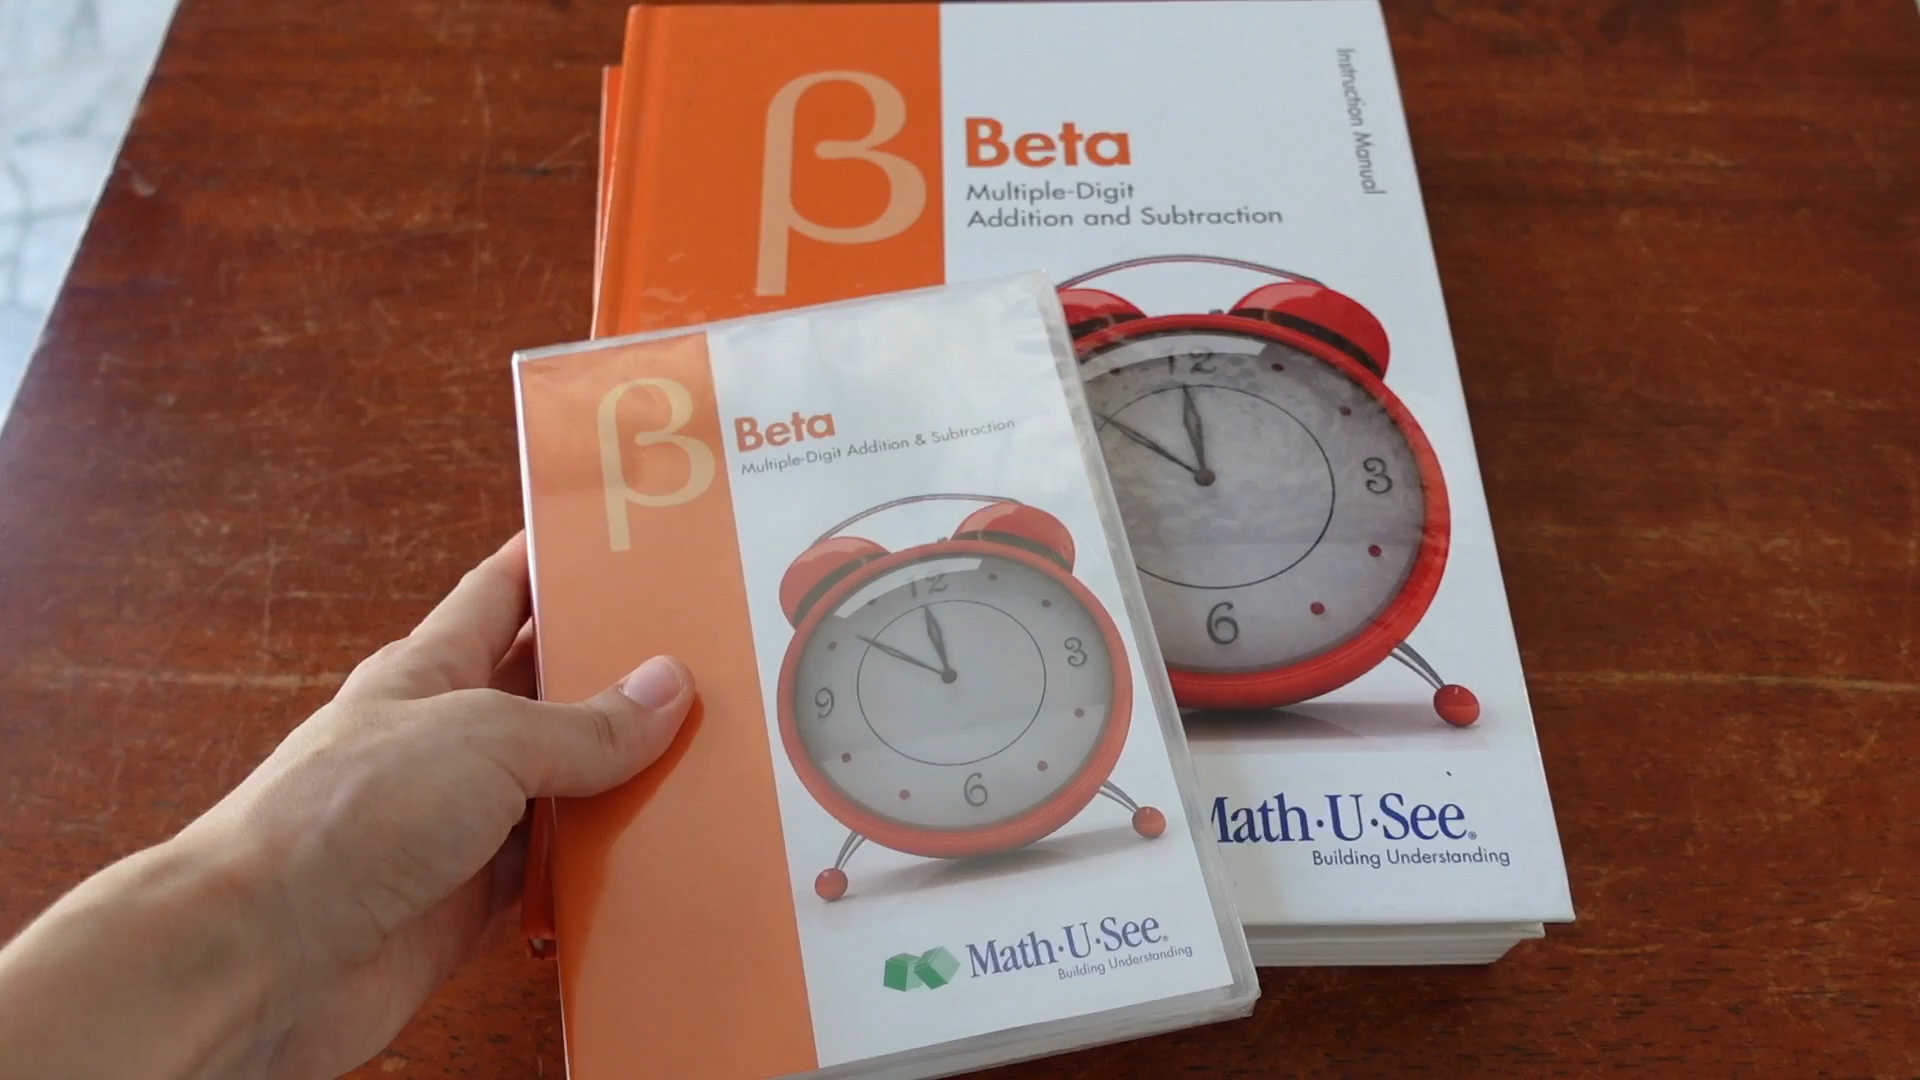 β
Beta
Multiple-Digit
Addition and Subtraction
Instruction Manual
12
3
6
Math·U·See®
Building Understanding
β
Beta
Multiple-Digit Addition & Subtraction
12
3
9
6
Math·U·See®
Building Understanding